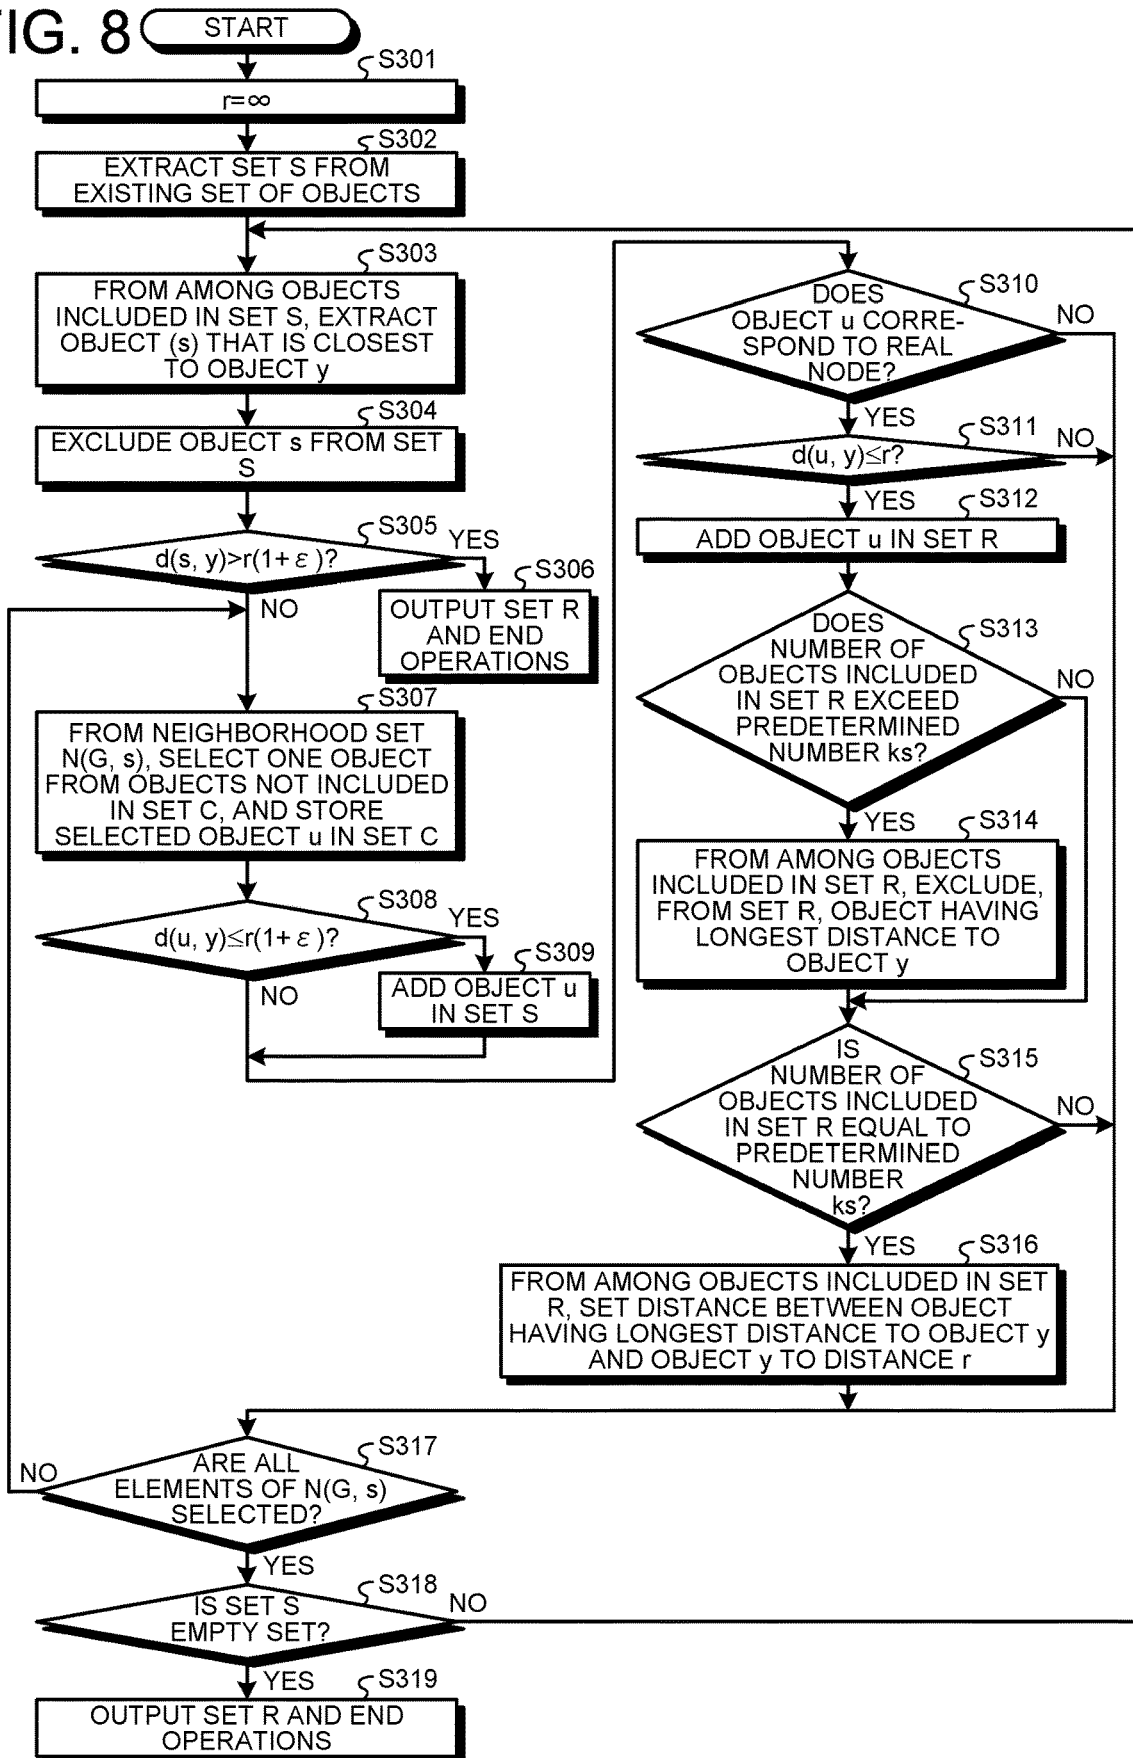 FIG. 8
START
S301
r=∞
S302
EXTRACT SET S FROM
EXISTING SET OF OBJECTS
S303
FROM AMONG OBJECTS
INCLUDED IN SET S, EXTRACT
OBJECT (s) THAT IS CLOSEST
TO OBJECT y
S304
EXCLUDE OBJECT s FROM SET
S
S305
d(s, y)>r(1+ε)?
YES
NO
S306
OUTPUT SET R
AND END
OPERATIONS
S307
FROM NEIGHBORHOOD SET
N(G, s), SELECT ONE OBJECT
FROM OBJECTS NOT INCLUDED
IN SET C, AND STORE
SELECTED OBJECT u IN SET C
S308
d(u, y)≤r(1+ε)?
YES
NO
S309
ADD OBJECT u
IN SET S
S310
DOES
OBJECT u CORRE-
SPOND TO REAL
NODE?
NO
YES
S311
d(u, y)≤r?
NO
YES
S312
ADD OBJECT u IN SET R
S313
DOES
NUMBER OF
OBJECTS INCLUDED
IN SET R EXCEED
PREDETERMINED
NUMBER ks?
NO
YES
S314
FROM AMONG OBJECTS
INCLUDED IN SET R, EXCLUDE,
FROM SET R, OBJECT HAVING
LONGEST DISTANCE TO
OBJECT y
S315
IS
NUMBER OF
OBJECTS INCLUDED
IN SET R EQUAL TO
PREDETERMINED
NUMBER
ks?
NO
YES
S316
FROM AMONG OBJECTS INCLUDED IN SET
R, SET DISTANCE BETWEEN OBJECT
HAVING LONGEST DISTANCE TO OBJECT y
AND OBJECT y TO DISTANCE r
S317
ARE ALL
ELEMENTS OF N(G, s)
SELECTED?
NO
YES
S318
IS SET S
EMPTY SET?
NO
YES
S319
OUTPUT SET R AND END
OPERATIONS